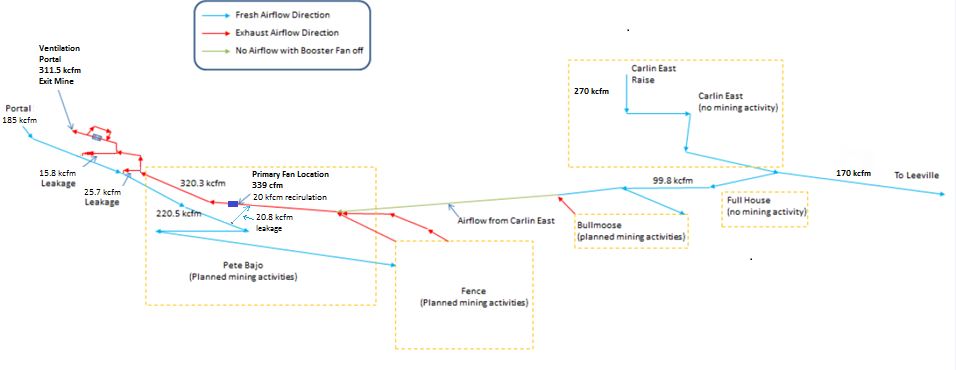 Fresh Airflow Direction
Exhaust Airflow Direction
No Airflow with Booster Fan off
Ventilation
Portal
311.5 kcfm
Exit Mine
Portal
185 kcfm
15.8 kcfm
Leakage
25.7 kcfm
Leakage
320.3 kcfm
220.5 kcfm
Primary Fan Location
339 cfm
20 kfcm recirulation
20.8 kcfm
leakage
Pete Bajo
(Planned mining activities)
Fence
(Planned mining activities)
Airflow from Carlin East
Bullmoose
(planned mining activities)
270 kcfm
Carlin East
Raise
Carlin East
(no mining activity)
99.8 kcfm
Full House
(no mining activity)
170 kcfm
To Leeville